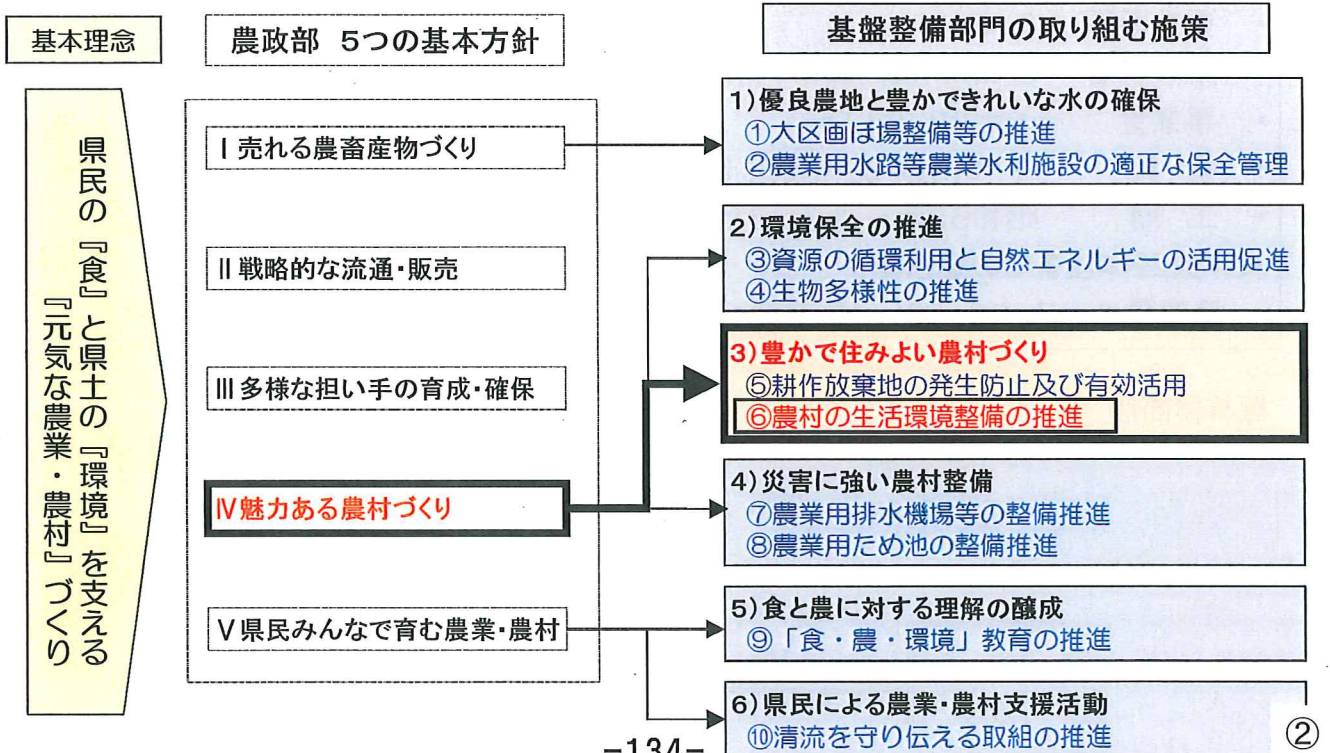 基本理念
農政部 5つの基本方針
基盤整備部門の取り組む施策
県民の『食』と県土の『環境』を支える
『元気な農業・農村』づくり
Ⅰ売れる農畜産物づくり
Ⅱ戦略的な流通・販売
Ⅲ多様な担い手の育成・確保
Ⅳ魅力ある農村づくり
Ⅴ県民みんなで育む農業・農村
1)優良農地と豊かできれいな水の確保
①大区画ほ場整備等の推進
②農業用水路等農業水利施設の適正な保全管理
2)環境保全の推進
③資源の循環利用と自然エネルギーの活用促進
④生物多様性の推進
3)豊かで住みよい農村づくり
⑤耕作放棄地の発生防止及び有効活用
⑥農村の生活環境整備の推進
4)災害に強い農村整備
⑦農業用排水機場等の整備推進
⑧農業用ため池の整備推進
5)食と農に対する理解の醸成
⑨「食・農・環境」教育の推進
6)県民による農業・農村支援活動
⑩清流を守り伝える取組の推進
-134-
②